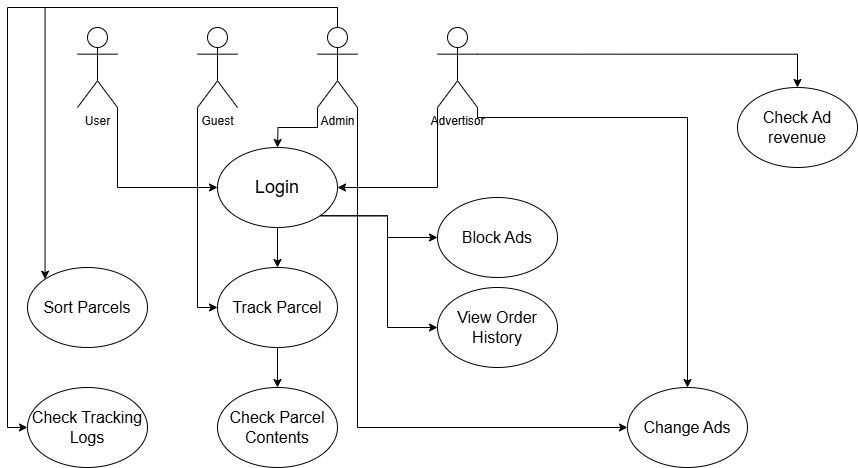 User
Guest
Admin
Advertisor
Check Ad
revenue
Login
Block Ads
Sort Parcels
Track Parcel
View Order
History
Check Tracking
Logs
Check Parcel
Contents
Change Ads